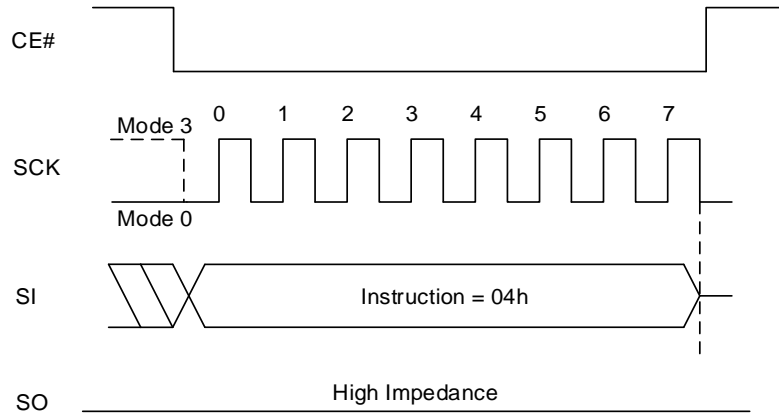 CE#
0 1 2 3 4 5 6 7
Mode 3
SCK
Mode 0
SI
Instruction = 04h
High Impedance
SO